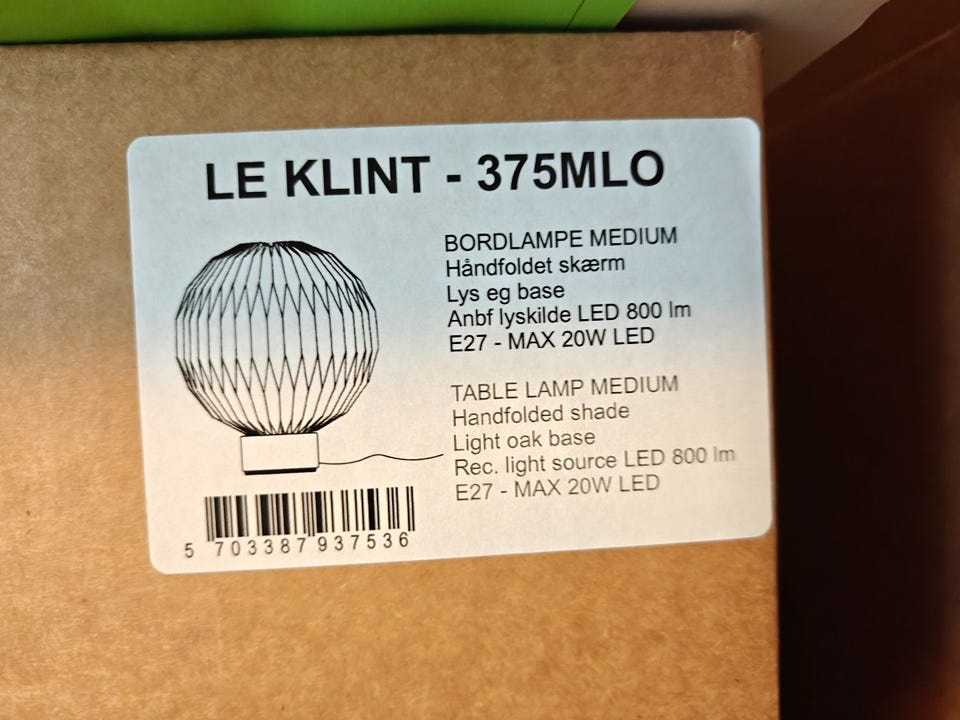 LE KLINT - 375MLO
BORDLAMPE MEDIUM
Håndfoldet skærm
Lys eg base
Anbf lyskilde LED 800 lm
E27 - MAX 20W LED
TABLE LAMP MEDIUM
Handfolded shade
Light oak base
Rec. light source LED 800 lm
E27 - MAX 20W LED
5 703387 937536